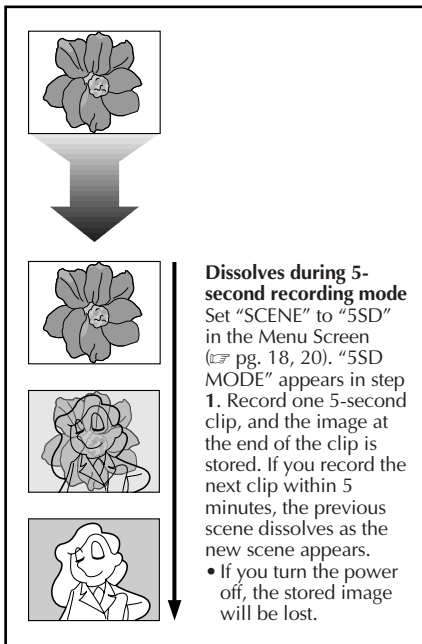 Dissolves during 5-
second recording mode
Set “SCENE” to “5SD”
in the Menu Screen
(☞ pg. 18, 20). “5SD
MODE” appears in step
1. Record one 5-second
clip, and the image at
the end of the clip is
stored. If you record the
next clip within 5
minutes, the previous
scene dissolves as the
new scene appears.
• If you turn the power
off, the stored image
will be lost.